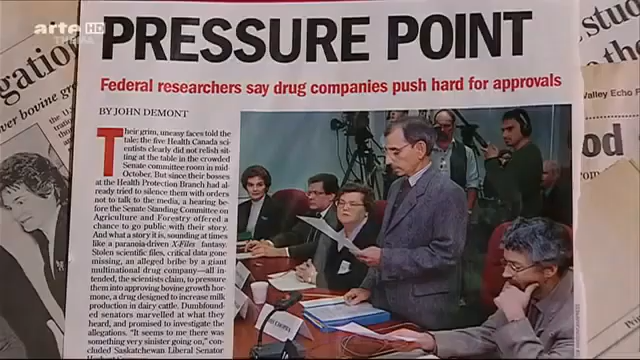 arte HD
THEMA
PRESSURE POINT
Federal researchers say drug companies push hard for approvals
BY JOHN DEMONT
Their grim, uneasy faces told the
tale: the five Health Canada sci-
entists clearly did not relish sit-
ting at the table in the crowded
Senate committee room in mid-
October. But since their bosses
at the Health Protection Branch had al-
ready tried to silence them with orders
not to talk to the media, a hearing be-
fore the Senate Standing Committee on
Agriculture and Forestry offered a
chance to go public with their story.
And what a story it is, sounding at times
like a paranoia-driven X-Files fantasy.
Stolen scientific files, critical data gone
missing, an alleged bribe by a giant
multinational drug company—all in-
tended, the scientists claim, to pressure
them into approving bovine growth hor-
mone, a drug designed to increase milk
production in dairy cattle. Dumbfound-
ed senators marvelled at what they
heard, and promised to investigate the
allegations. "It seems to me there was
something very sinister going on," con-
cluded Saskatchewan Liberal Senator
gation
ver bovine gr
stud
the
Valley Echo
od
DR CHOPRA